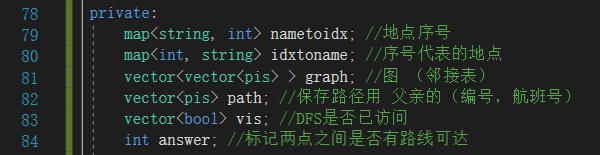 78 private:
79 map<string, int> nametoidx; //地点序号
80 map<int, string> idxtoname; //序号代表的地点
81 vector<vector<pis> > graph; //图 （邻接表）
82 vector<pis> path; //保存路径用 父亲的（编号，航班号）
83 vector<bool> vis; //DFS是否已访问
84 int answer; //标记两点之间是否有路线可达